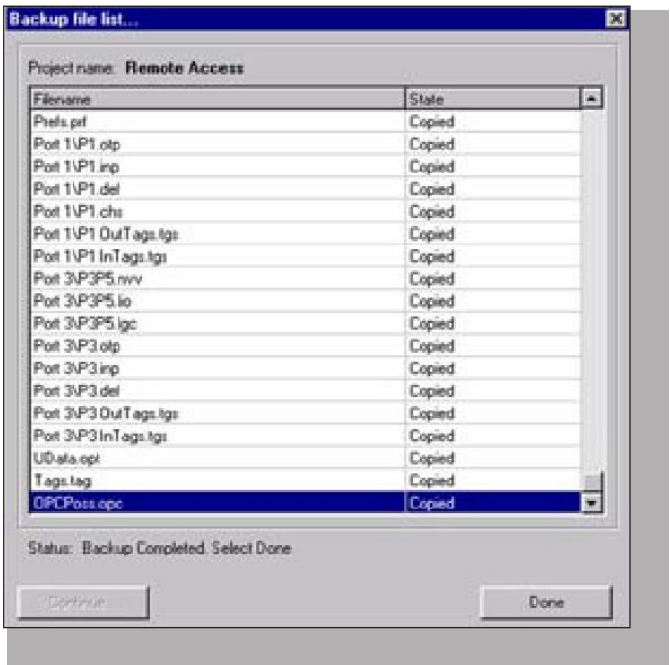 Backup file list...
Project name: Remote Access
Filename State
Prefs.prf Copied
Port 1\P1.otp Copied
Port 1\P1.inp Copied
Port 1\P1.del Copied
Port 1\P1.chs Copied
Port 1\P1 OutTags.tgs Copied
Port 1\P1 InTags.tgs Copied
Port 3\P3P5.nvv Copied
Port 3\P3P5.lio Copied
Port 3\P3P5.lgc Copied
Port 3\P3.otp Copied
Port 3\P3.inp Copied
Port 3\P3.del Copied
Port 3\P3 OutTags.tgs Copied
Port 3\P3 InTags.tgs Copied
UData.opt Copied
Tags.tag Copied
OPCPoss.opc Copied
Status: Backup Completed. Select Done
Continue... Done